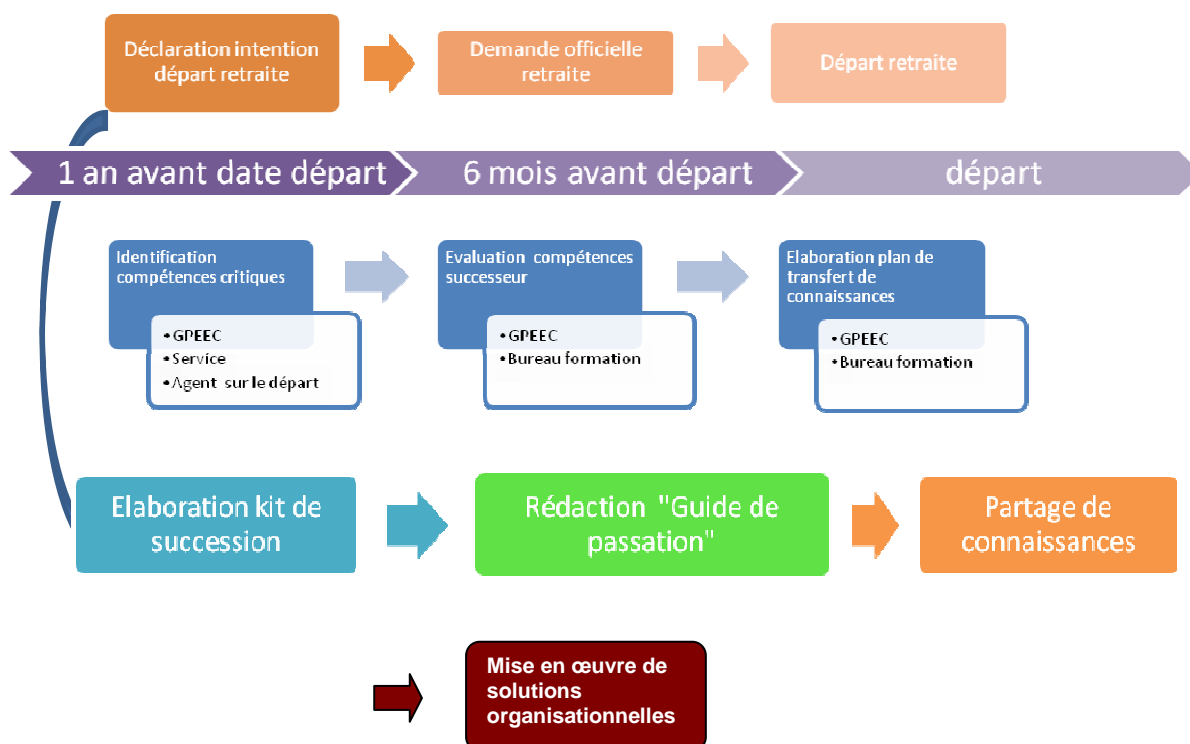 Déclaration intention
départ retraite
Demande officielle
retraite
Départ retraite
1 an avant date départ
6 mois avant départ
départ
Identification
compétences critiques
• GPEEC
• Service
• Agent sur le départ
Evaluation compétences
successeur
• GPEEC
• Bureau formation
Elaboration plan de
transfert de
connaissances
• GPEEC
• Bureau formation
Elaboration kit de
succession
Rédaction "Guide de
passation"
Partage de
connaissances
Mise en œuvre de
solutions
organisationnelles